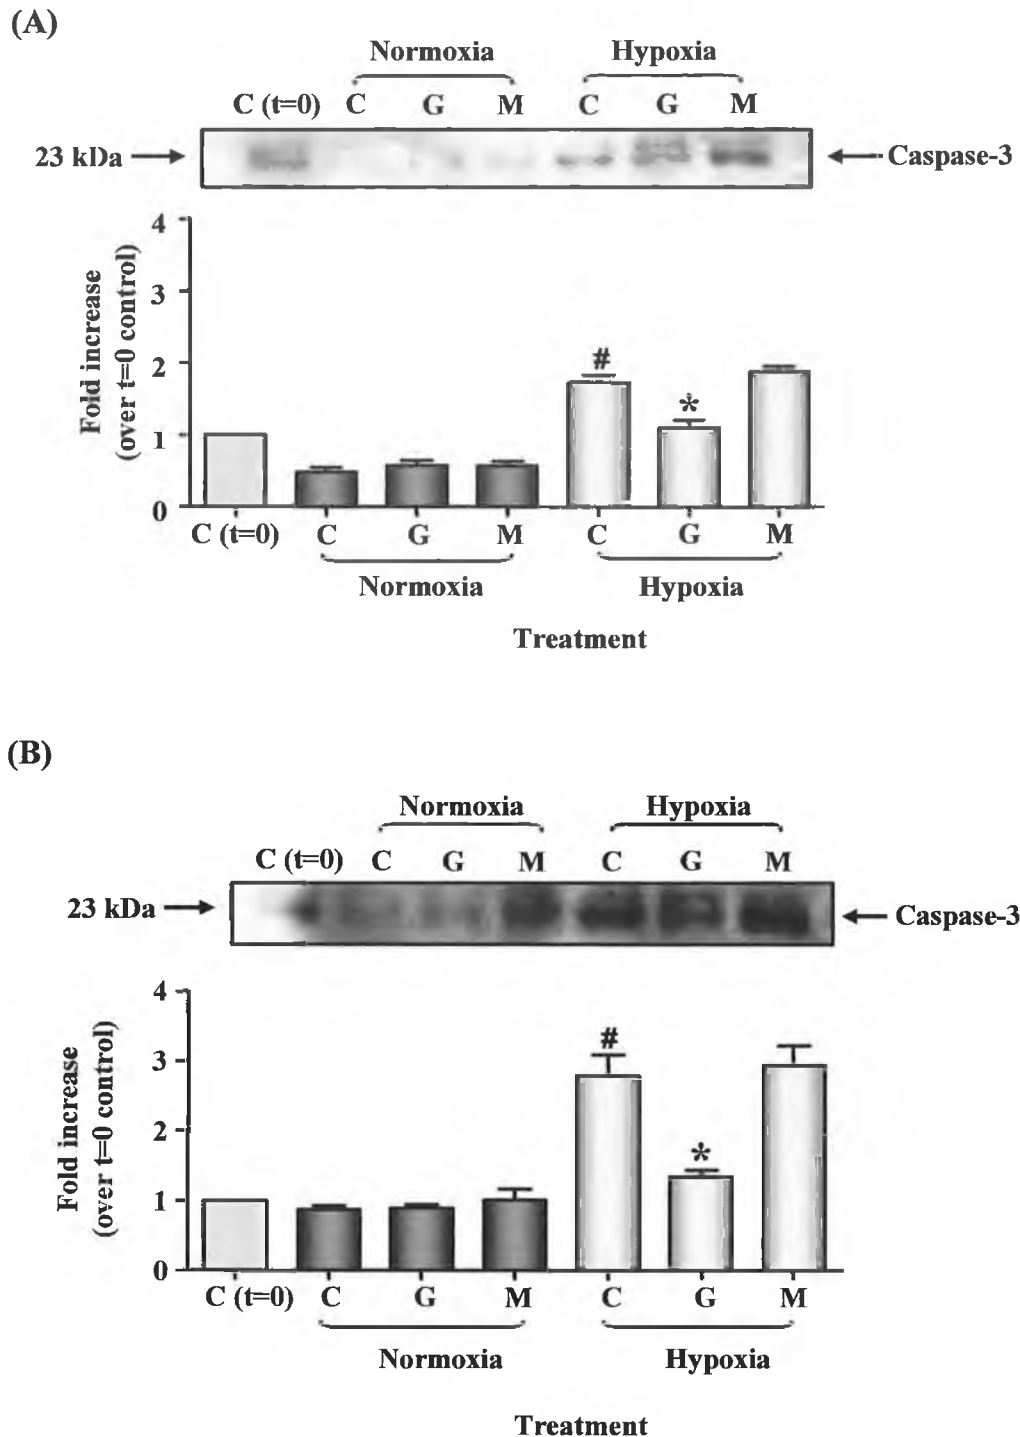 (A)
Normoxia Hypoxia
C (t=0) C G M C G M
23 kDa Caspase-3
Fold increase
(over t=0 control)
4
3
2
1
0
#
*
C (t=0) C G M C G M
Normoxia Hypoxia
Treatment
(B)
Normoxia Hypoxia
C (t=0) C G M C G M
23 kDa Caspase-3
Fold increase
(over t=0 control)
4
3
2
1
0
#
*
C (t=0) C G M C G M
Normoxia Hypoxia
Treatment